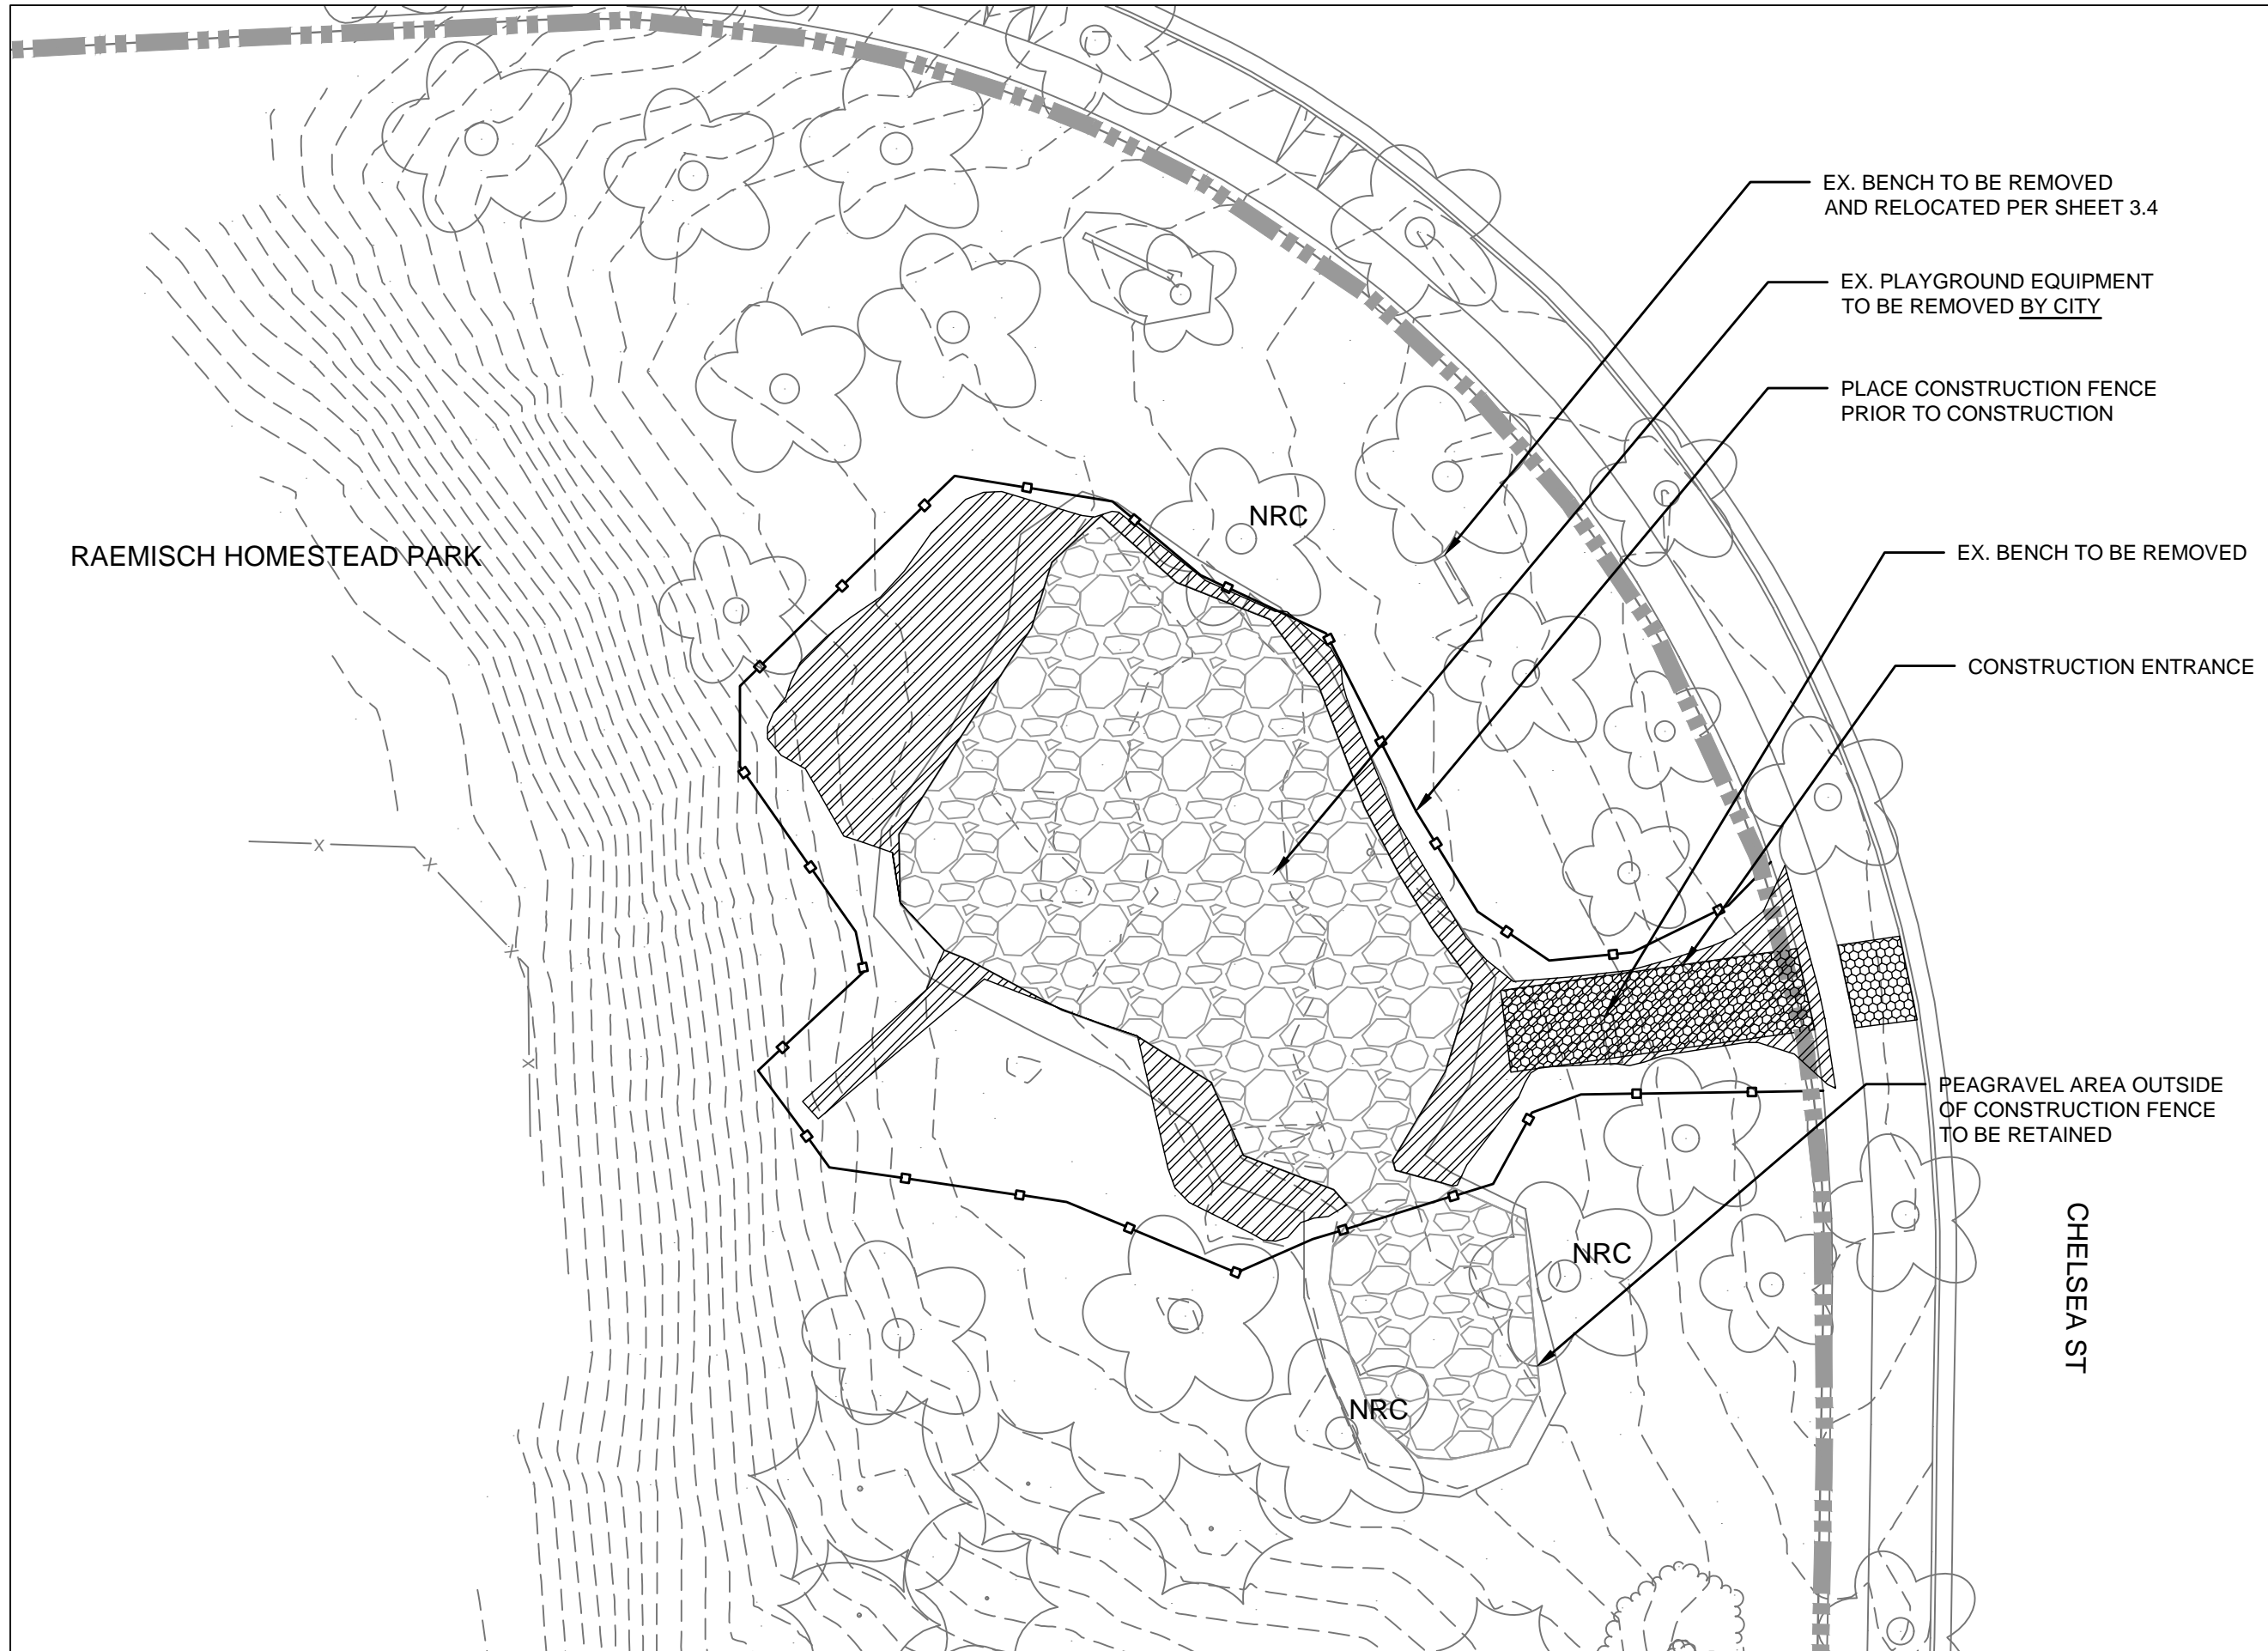 EX. BENCH TO BE REMOVED
AND RELOCATED PER SHEET 3.4
EX. PLAYGROUND EQUIPMENT
TO BE REMOVED BY CITY
PLACE CONSTRUCTION FENCE
PRIOR TO CONSTRUCTION
NRC
RAEMISCH HOMESTEAD PARK
EX. BENCH TO BE REMOVED
CONSTRUCTION ENTRANCE
X
X
X
X
PEAGRAVEL AREA OUTSIDE
OF CONSTRUCTION FENCE
TO BE RETAINED
NRC
CHELSEA ST
NRC